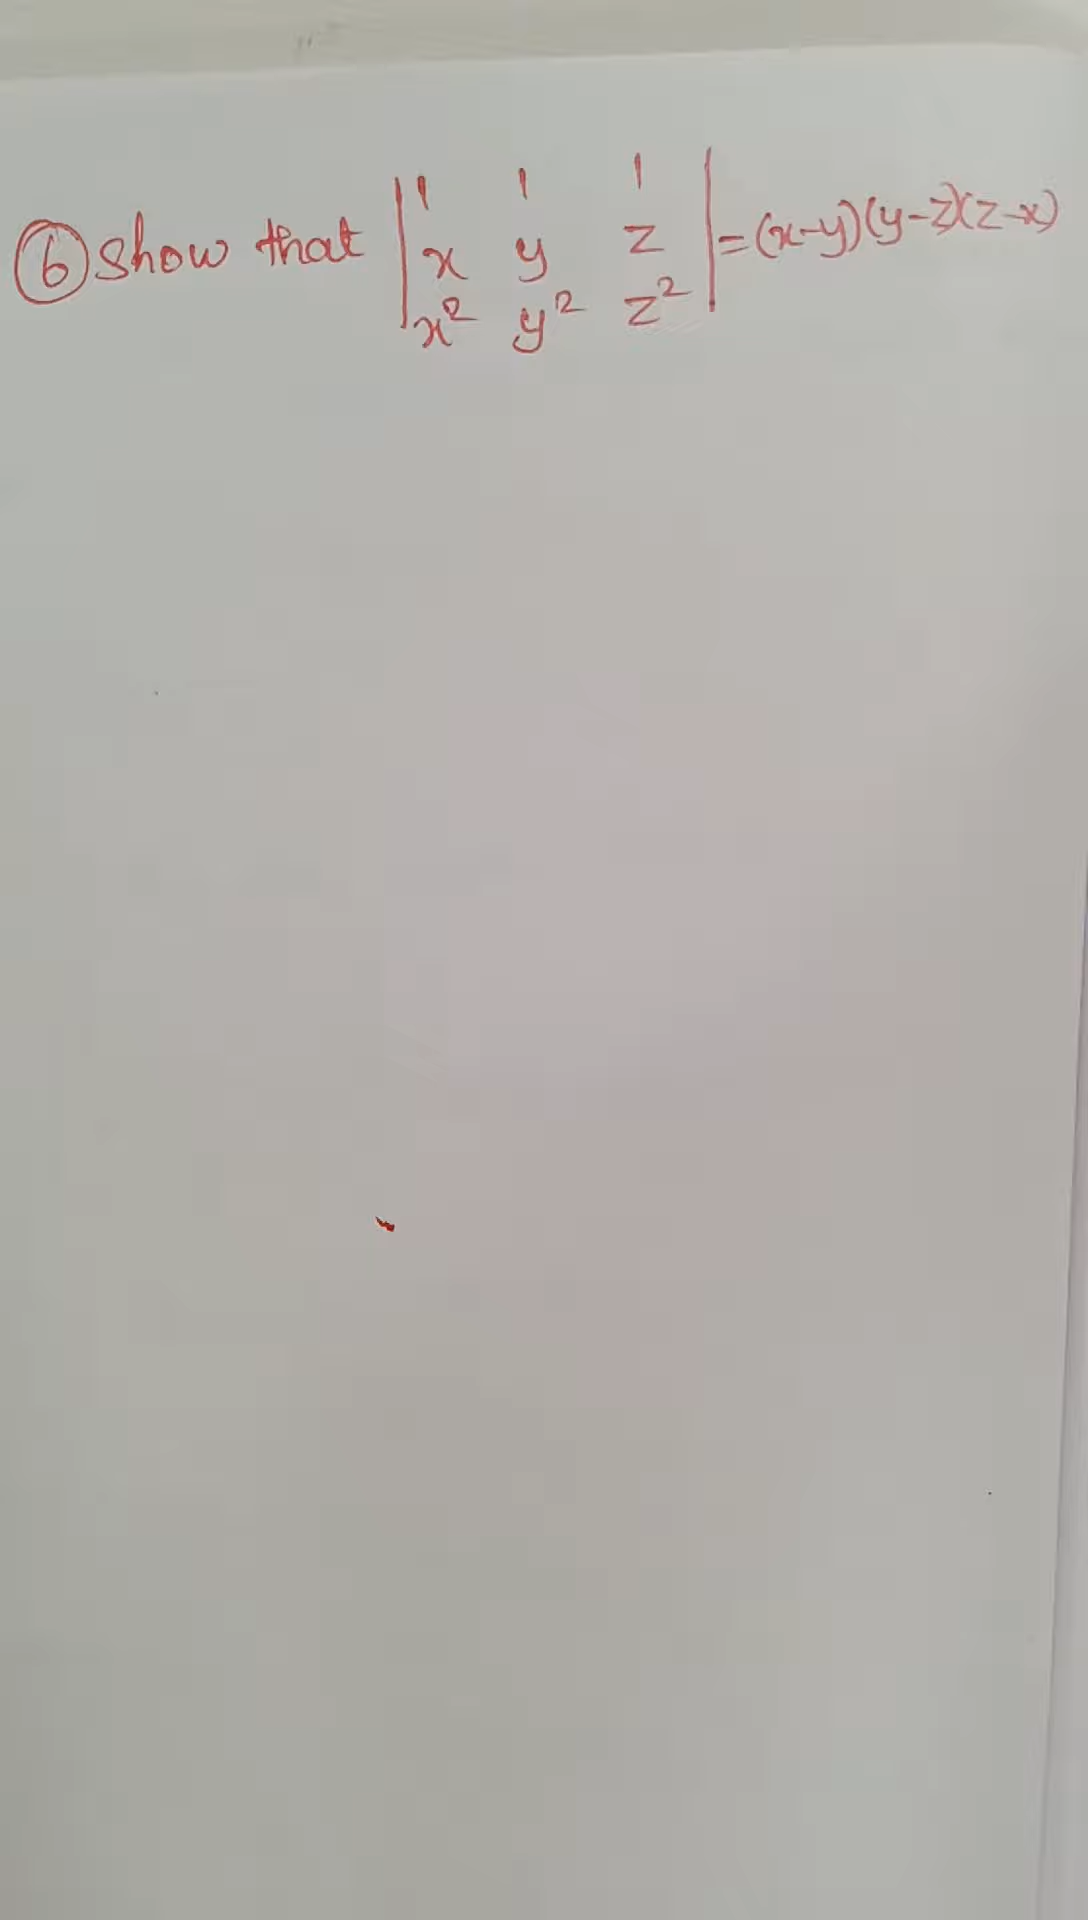 ⑥ Show that | 1 1 1 | = (x-y)(y-z)(z-x)
x y z
x² y² z²